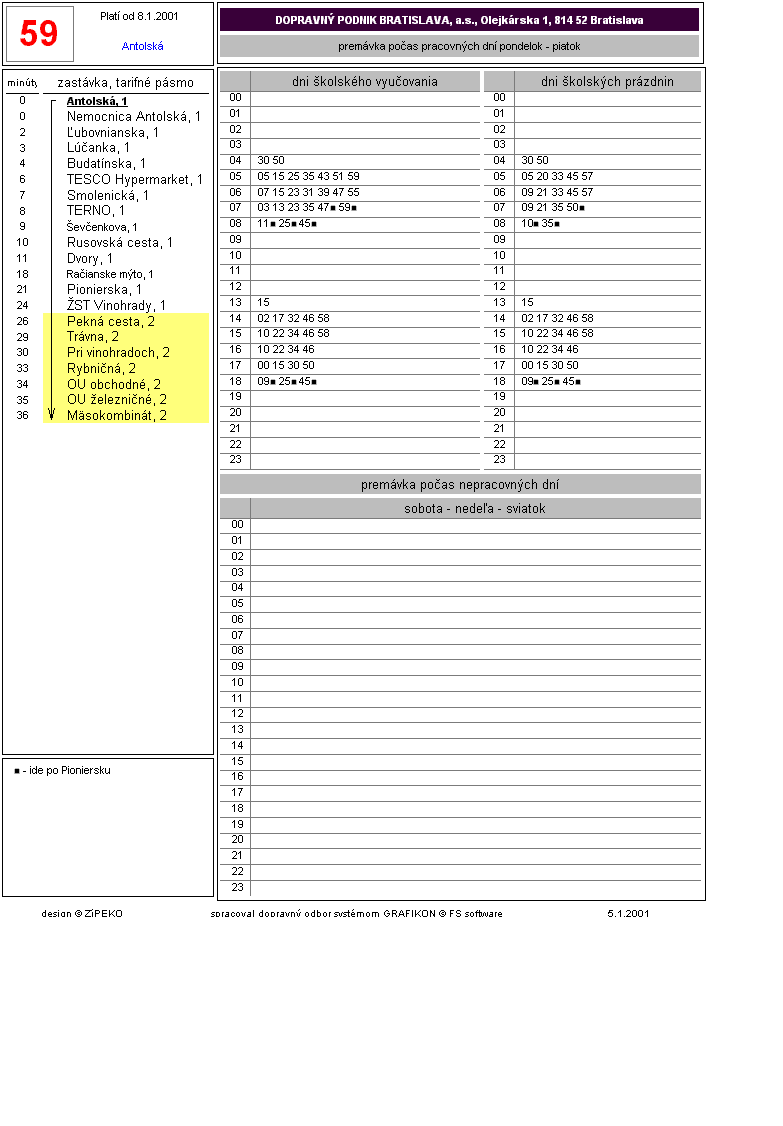 59
Platí od 8.1.2001
Antolská
DOPRAVNÝ PODNIK BRATISLAVA, a.s., Olejkárska 1, 814 52 Bratislava
premávka počas pracovných dní pondelok - piatok
minúty zastávka, tarifné pásmo
0 Antolská, 1
0 Nemocnica Antolská, 1
2 Ľubovnianska, 1
3 Lúčanka, 1
4 Budatínska, 1
6 TESCO Hypermarket, 1
7 Smolenická, 1
8 TERNO, 1
9 Ševčenkova, 1
10 Rusovská cesta, 1
11 Dvory, 1
18 Račianske mýto, 1
21 Pionierska, 1
24 ŽST Vinohrady, 1
26 Pekná cesta, 2
29 Trávna, 2
30 Pri vinohradoch, 2
33 Rybničná, 2
34 OU obchodné, 2
35 OU železničné, 2
36 Mäsokombinát, 2
■ - ide po Pioniersku
dni školského vyučovania
00
01
02
03
04 30 50
05 05 15 25 35 43 51 59
06 07 15 23 31 39 47 55
07 03 13 23 35 47■ 59■
08 11■ 25■ 45■
09
10
11
12
13 15
14 02 17 32 46 58
15 10 22 34 46 58
16 10 22 34 46
17 00 15 30 50
18 09■ 25■ 45■
19
20
21
22
23
dni školských prázdnin
00
01
02
03
04 30 50
05 05 20 33 45 57
06 09 21 33 45 57
07 09 21 35 50■
08 10■ 35■
09
10
11
12
13 15
14 02 17 32 46 58
15 10 22 34 46 58
16 10 22 34 46
17 00 15 30 50
18 09■ 25■ 45■
19
20
21
22
23
premávka počas nepracovných dní
sobota - nedeľa - sviatok
00
01
02
03
04
05
06
07
08
09
10
11
12
13
14
15
16
17
18
19
20
21
22
23
design © ZiPEKO spracoval dopravný odbor systémom GRAFIKON © FS software 5.1.2001